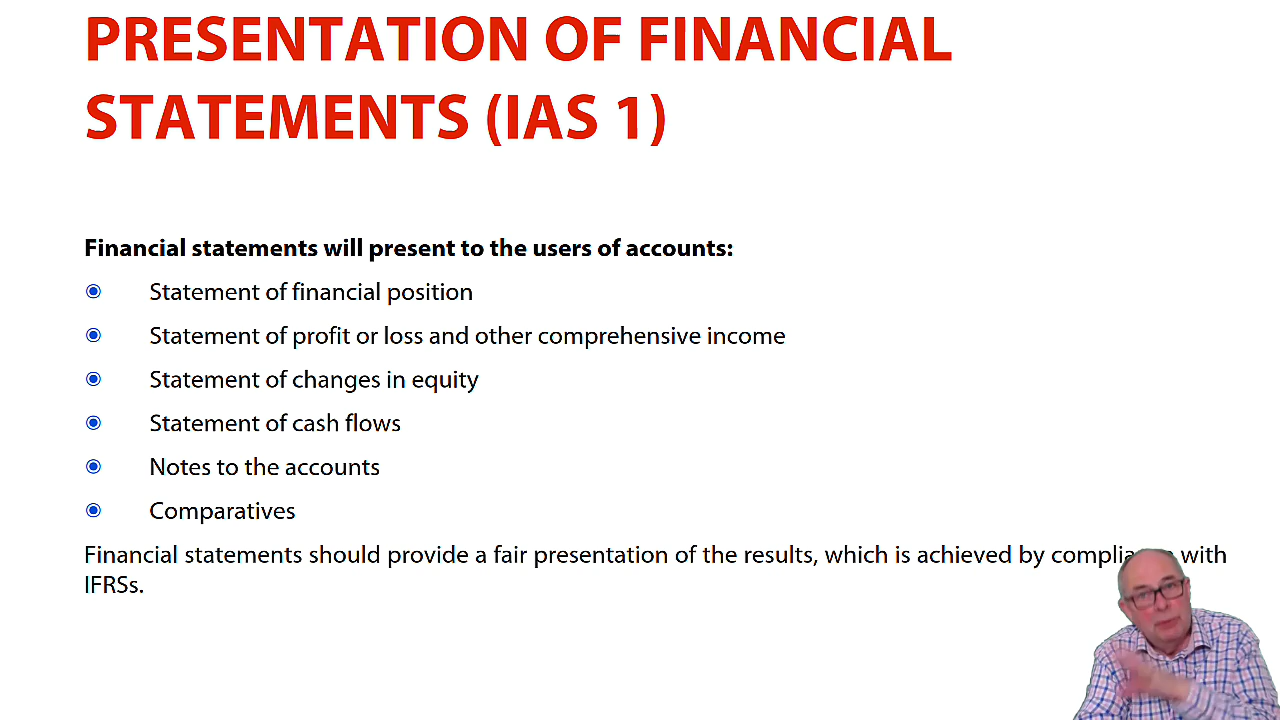 PRESENTATION OF FINANCIAL
STATEMENTS (IAS 1)
Financial statements will present to the users of accounts:
Statement of financial position
Statement of profit or loss and other comprehensive income
Statement of changes in equity
Statement of cash flows
Notes to the accounts
Comparatives
Financial statements should provide a fair presentation of the results, which is achieved by compliance with
IFRSs.